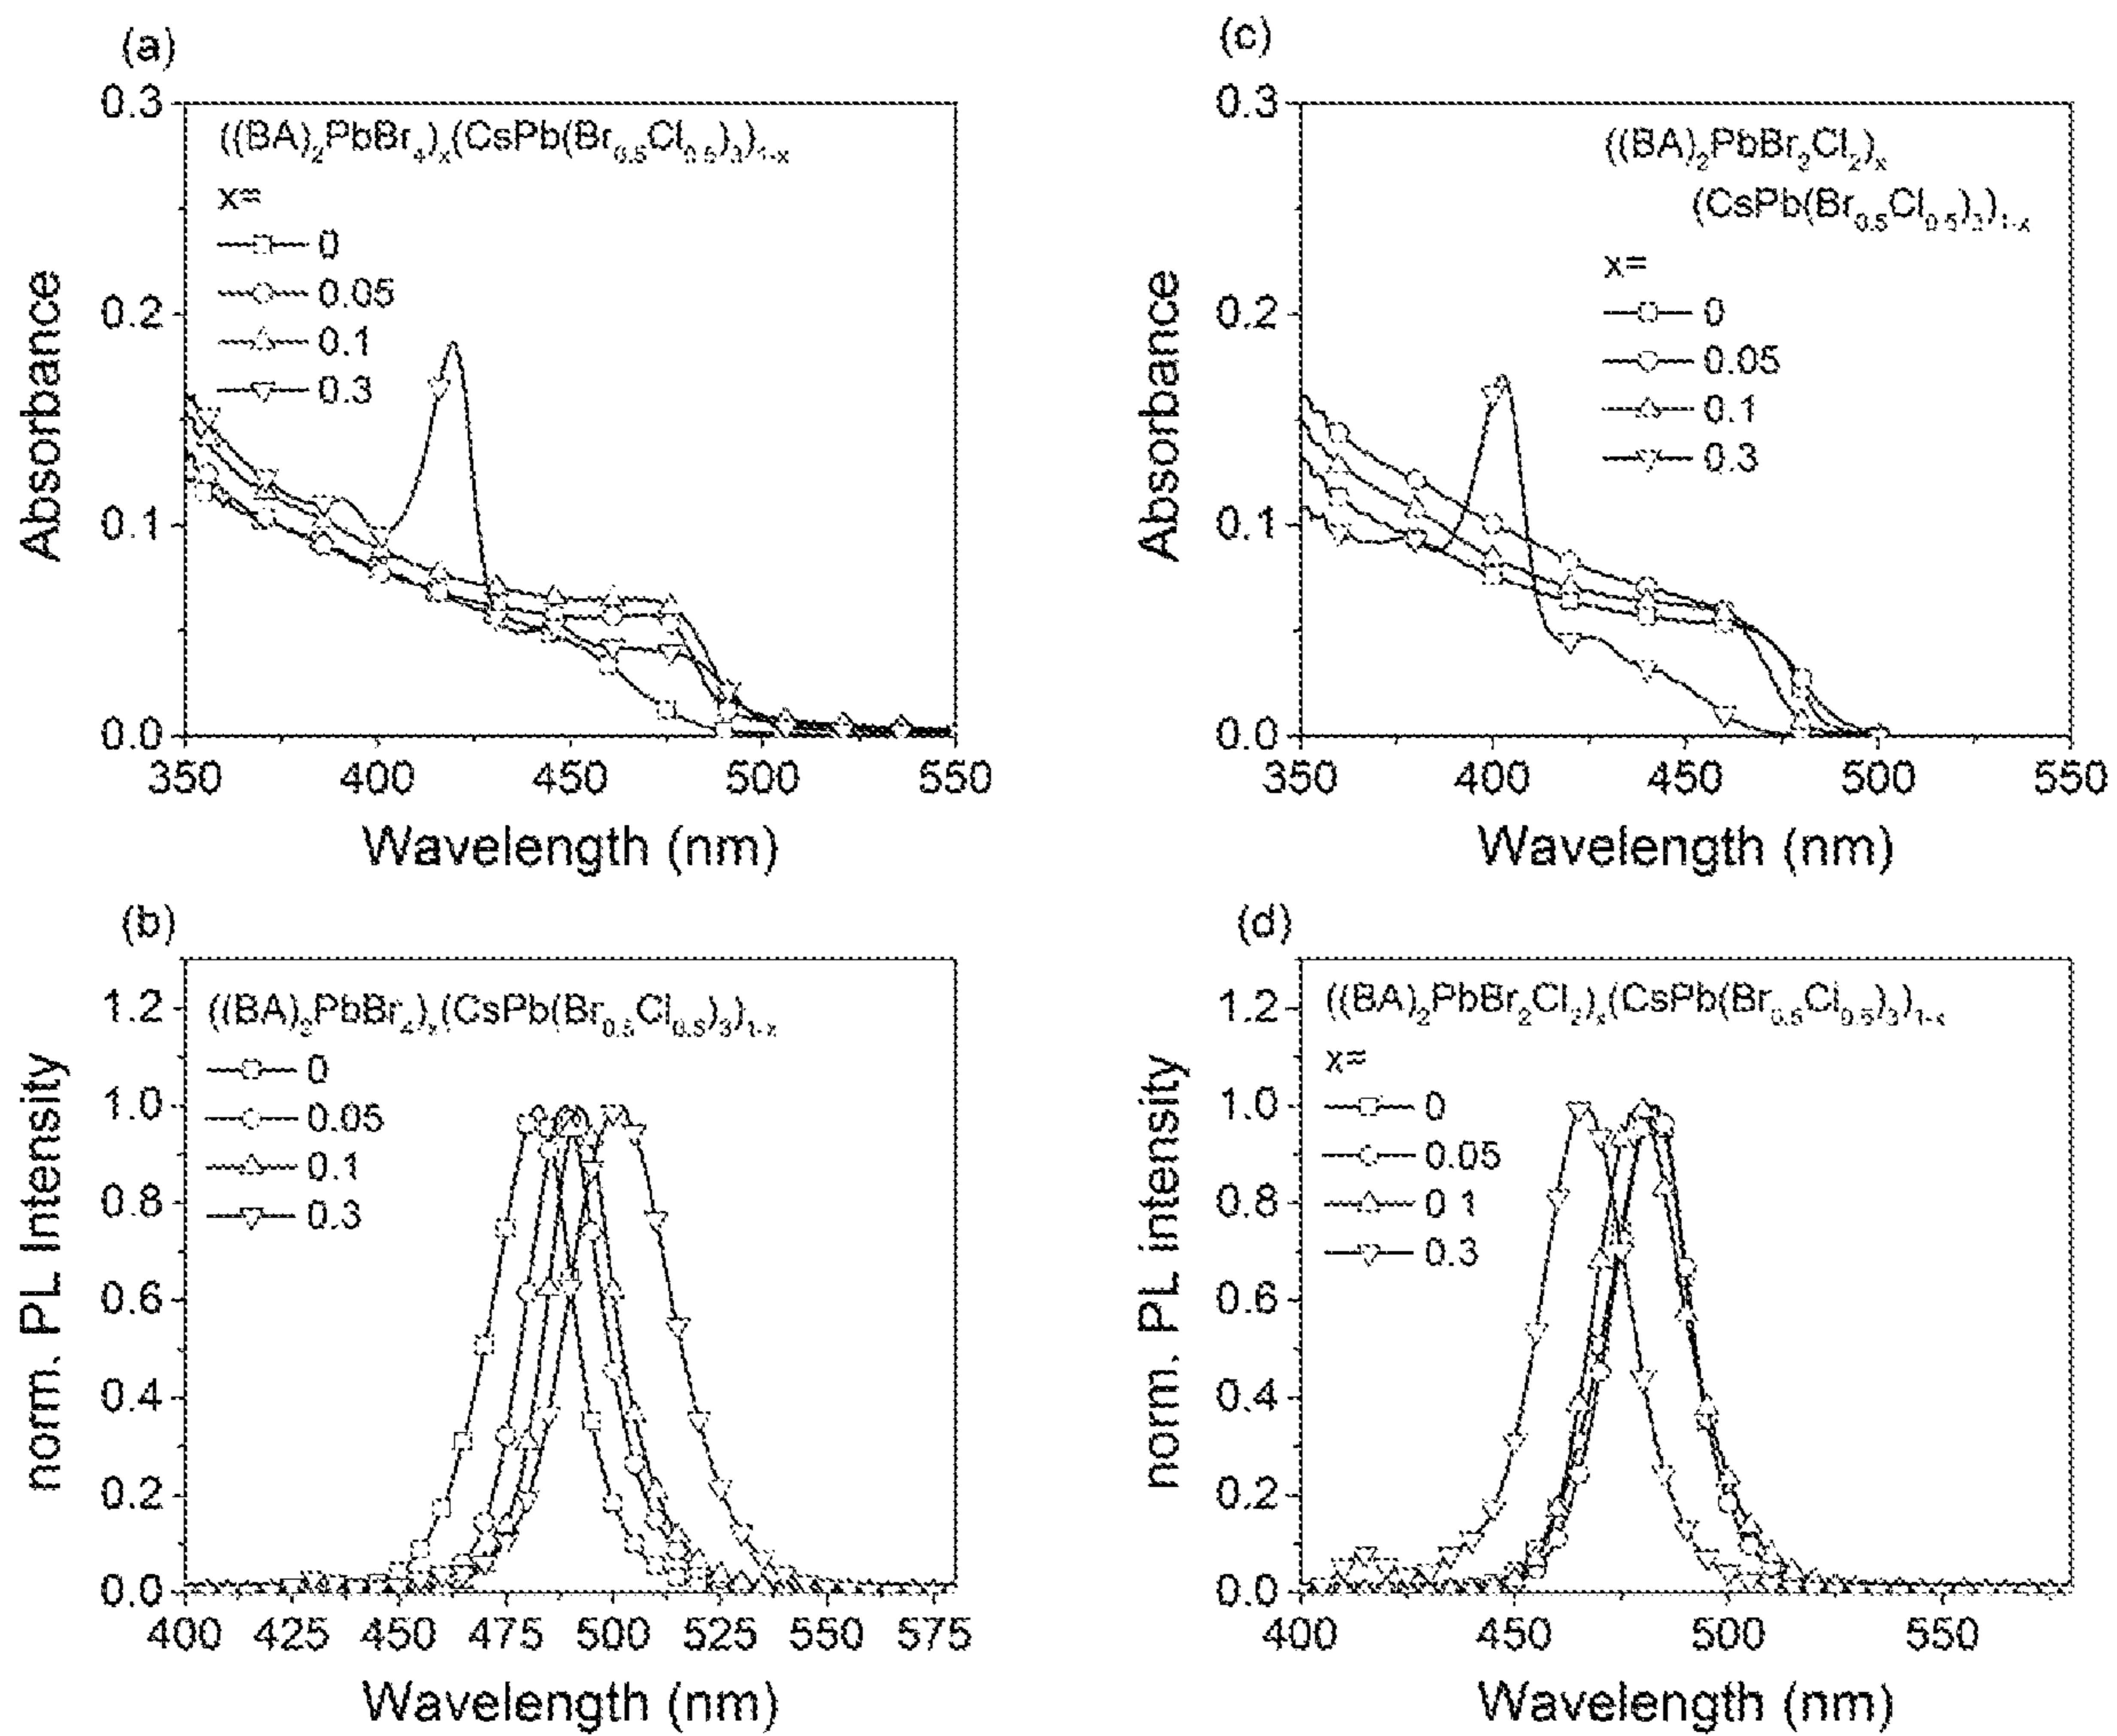 (a)
0.3
((BA)₂PbBr₄)ₓ(CsPb(Br₀.₅Cl₀.₅)₃)₁₋ₓ
x=
0
0.05
0.1
0.3
0.2
0.1
0.0
Absorbance
350 400 450 500 550
Wavelength (nm)
(c)
0.3
((BA)₂PbBr₂Cl₂)ₓ
(CsPb(Br₀.₅Cl₀.₅)₃)₁₋ₓ
x=
0
0.05
0.1
0.3
0.2
0.1
0.0
Absorbance
350 400 450 500 550
Wavelength (nm)
(b)
((BA)₂PbBr₄)ₓ(CsPb(Br₀.₅Cl₀.₅)₃)₁₋ₓ
0
0.05
0.1
0.3
1.2
1.0
0.8
0.6
0.4
0.2
0.0
norm. PL Intensity
400 425 450 475 500 525 550 575
Wavelength (nm)
(d)
((BA)₂PbBr₂Cl₂)ₓ(CsPb(Br₀.₅Cl₀.₅)₃)₁₋ₓ
x=
0
0.05
0.1
0.3
1.2
1.0
0.8
0.6
0.4
0.2
0.0
norm. PL intensity
400 450 500 550
Wavelength (nm)